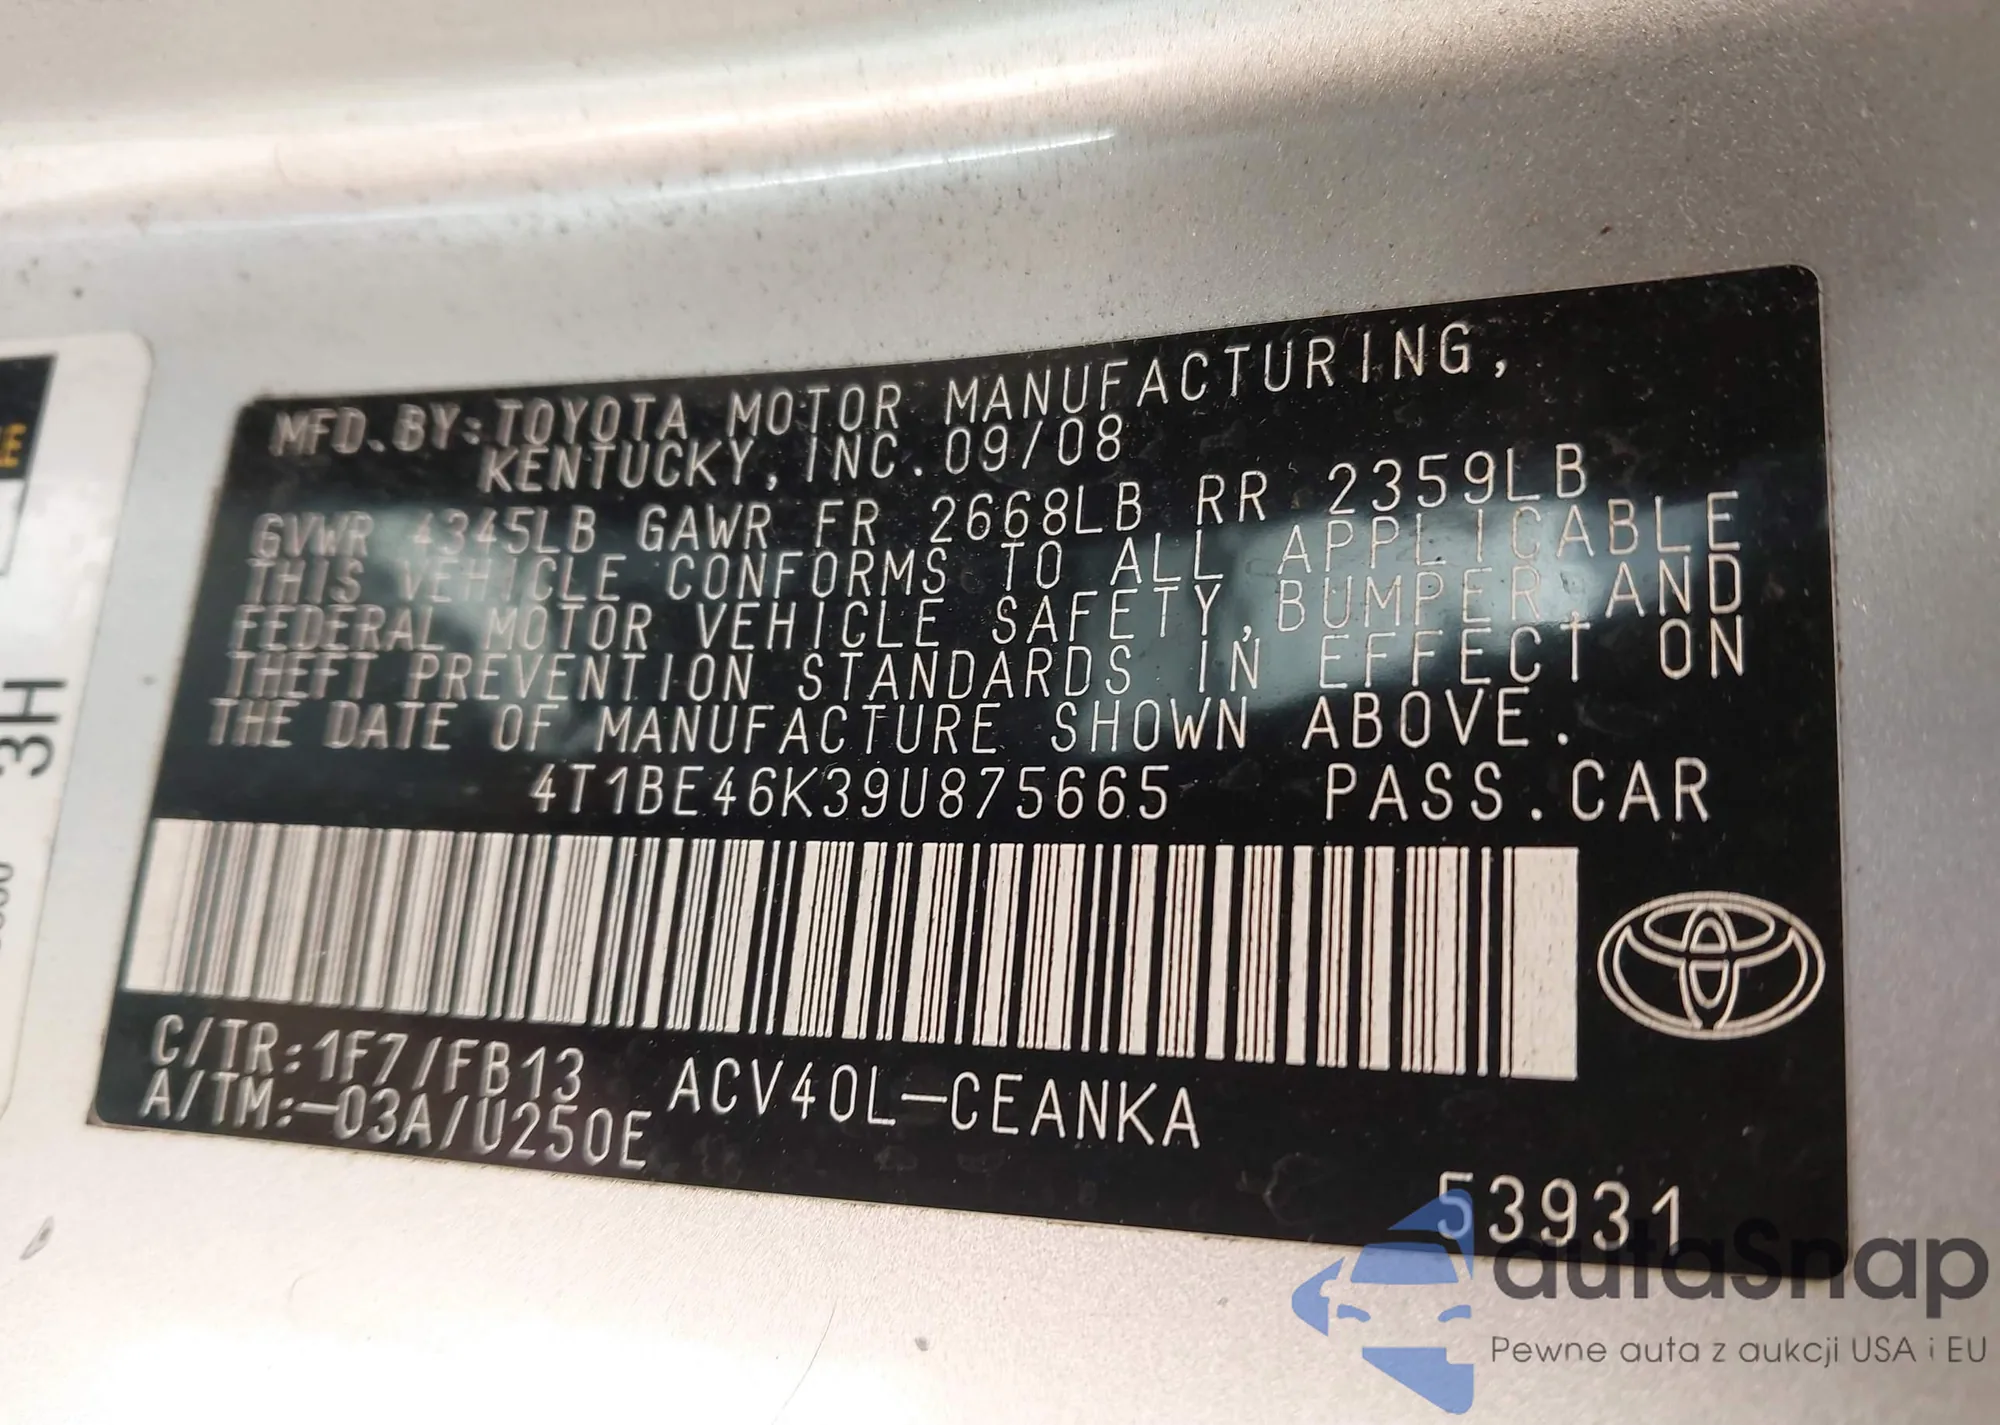 MFD.BY:TOYOTA MOTOR MANUFACTURING,
KENTUCKY, INC.09/08
GVWR 4345LB GAWR FR 2668LB RR 2359LB
THIS VEHICLE CONFORMS TO ALL APPLICABLE
FEDERAL MOTOR VEHICLE SAFETY,BUMPER,AND
THEFT PREVENTION STANDARDS IN EFFECT ON
THE DATE OF MANUFACTURE SHOWN ABOVE.
4T1BE46K39U875665 PASS.CAR
C/TR:1F7/FB13 ACV40L-CEANKA
A/TM:-03A/U250E
53931
3H
autaSnap
Pewne auta z aukcji USA i EU